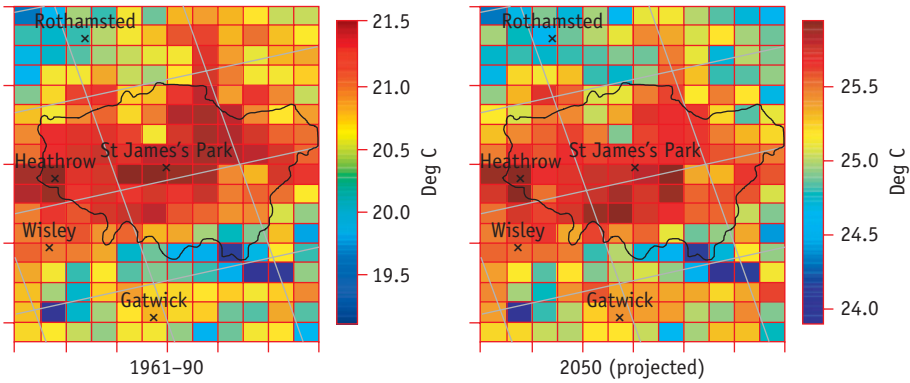 Rothamsted
Heathrow
St James's Park
Wisley
Gatwick
1961–90
21.5
21.0
20.5
20.0
19.5
Deg C
Rothamsted
Heathrow
St James's Park
Wisley
Gatwick
2050 (projected)
25.5
25.0
24.5
24.0
Deg C